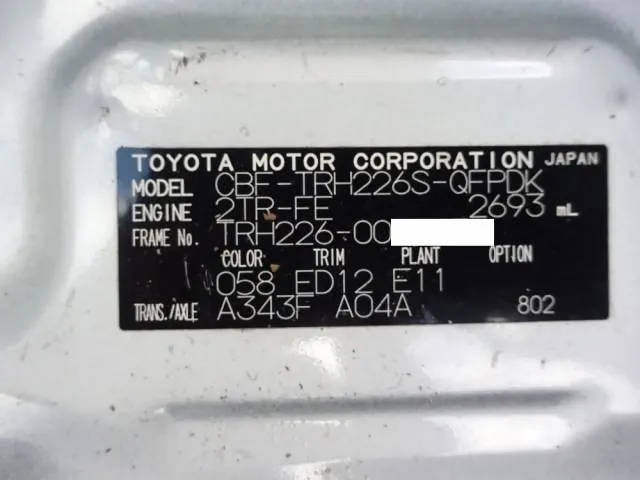 TOYOTA MOTOR CORPORATION JAPAN
MODEL CBF-TRH226S-QFPDK
ENGINE 2TR-FE 2693 mL
FRAME No. TRH226-00
COLOR TRIM PLANT OPTION
058 ED12 E11
TRANS./AXLE A343F A04A 802